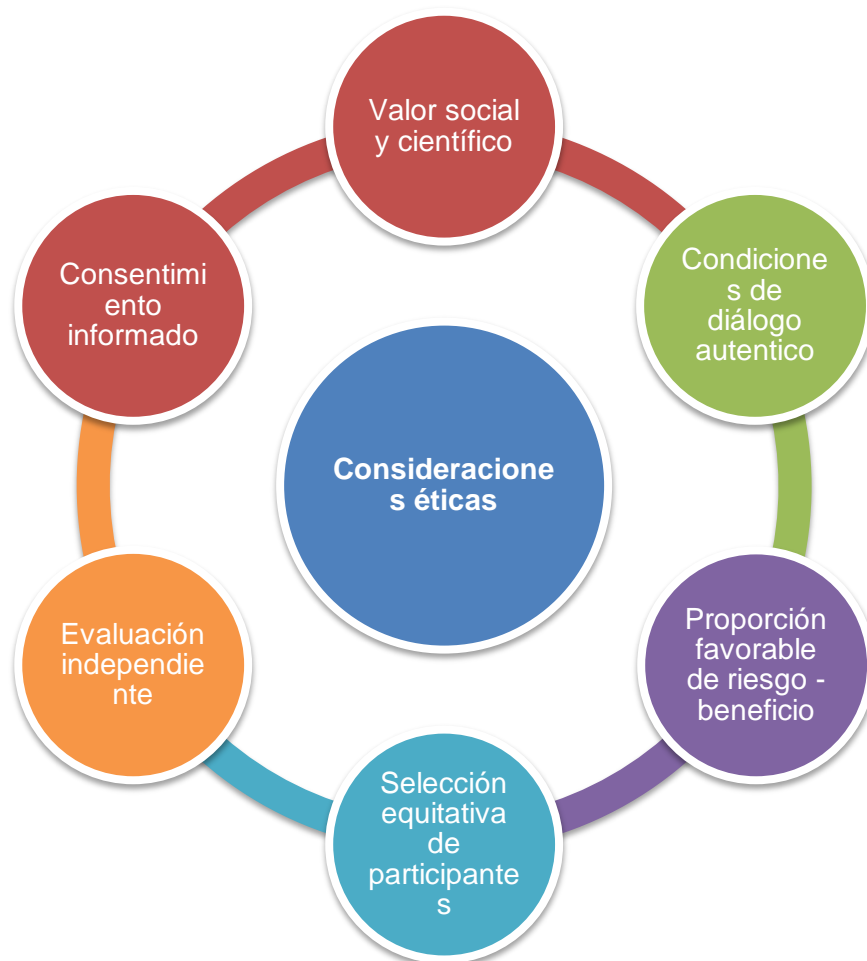 Valor social
y científico
Condicione
s de
diálogo
autentico
Proporción
favorable
de riesgo -
beneficio
Selección
equitativa
de
participante
s
Evaluación
independie
nte
Consentimi
ento
informado
Consideracione
s éticas